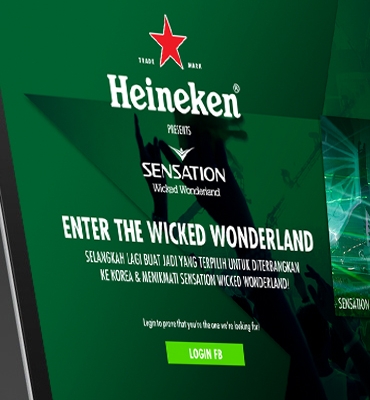 TRADE MARK
Heineken®
PRESENTS
SENSATION
Wicked Wonderland
ENTER THE WICKED WONDERLAND
SELANGKAH LAGI BUAT JADI YANG TERPILIH UNTUK DITERBANGKAN
KE KOREA & MENIKMATI SENSATION WICKED WONDERLAND!
Login to prove that you're the one we're looking for!
LOGIN FB
SENSATION